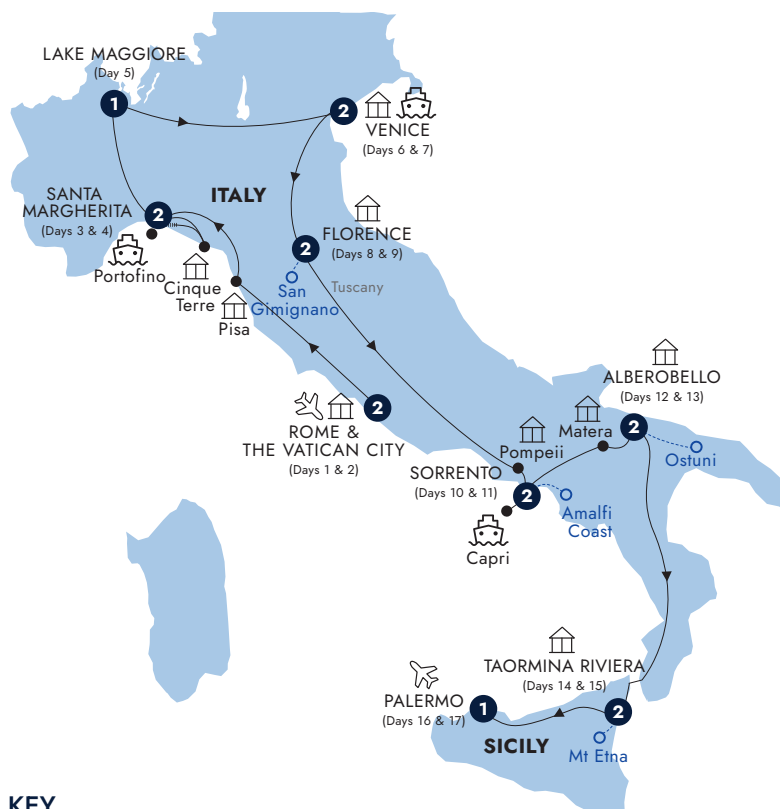 LAKE MAGGIORE
(Day 5)
1
2
VENICE
(Days 6 & 7)
SANTA
MARGHERITA
(Days 3 & 4)
2
ITALY
Portofino
Cinque
Terre
Pisa
FLORENCE
(Days 8 & 9)
2
San
Gimignano
Tuscany
2
ROME &
THE VATICAN CITY
(Days 1 & 2)
ALBEROBELLO
(Days 12 & 13)
2
Matera
Ostuni
Pompeii
SORRENTO
(Days 10 & 11)
2
Amalfi
Coast
Capri
TAORMINA RIVIERA
(Days 14 & 15)
2
PALERMO
(Days 16 & 17)
1
SICILY
Mt Etna
KEY